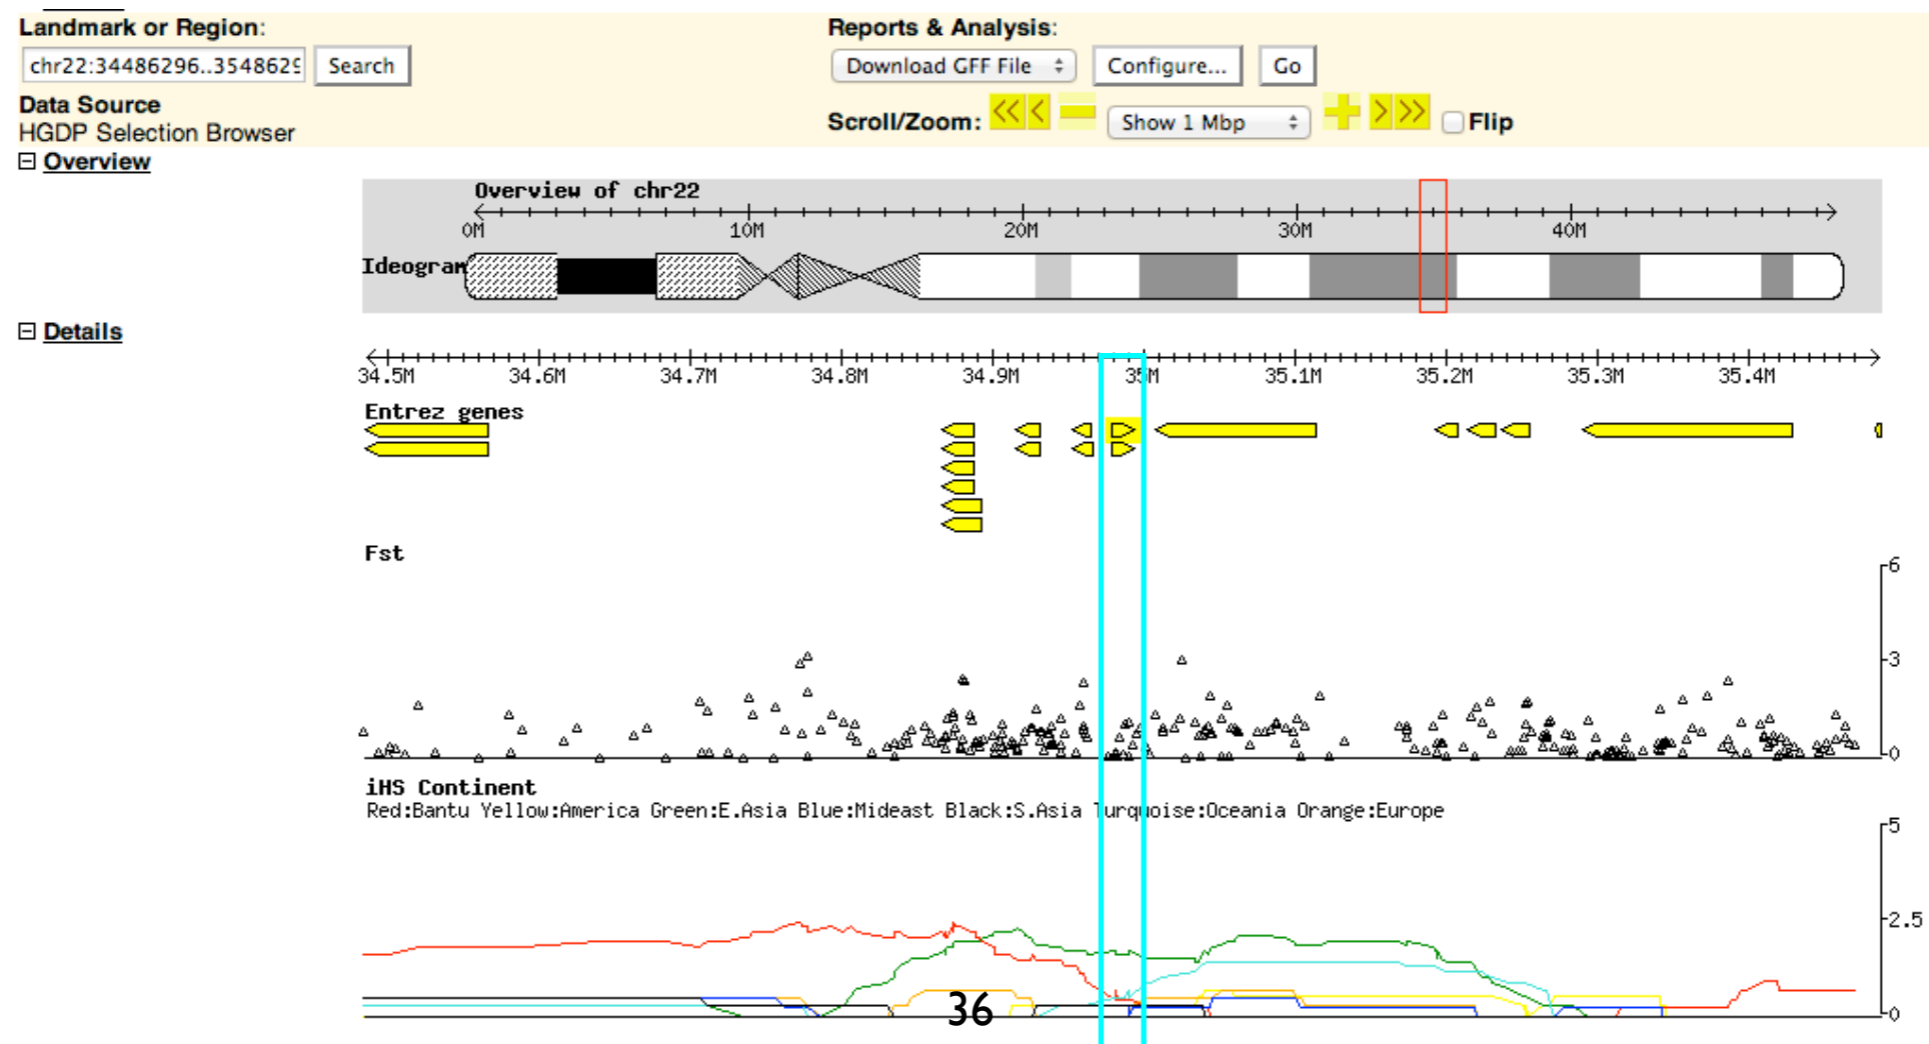 Landmark or Region:
Reports & Analysis:
chr22:34486296..3548629
Search
Download GFF File
Configure...
Go
Data Source
HGDP Selection Browser
Scroll/Zoom:
Show 1 Mbp
Flip
Overview
Overview of chr22
0M 10M 20M 30M 40M
Ideogram
Details
34.5M 34.6M 34.7M 34.8M 34.9M 35M 35.1M 35.2M 35.3M 35.4M
Entrez genes
Fst
6
3
0
iHS Continent
Red:Bantu Yellow:America Green:E.Asia Blue:Mideast Black:S.Asia Turquoise:Oceania Orange:Europe
5
2.5
0
36